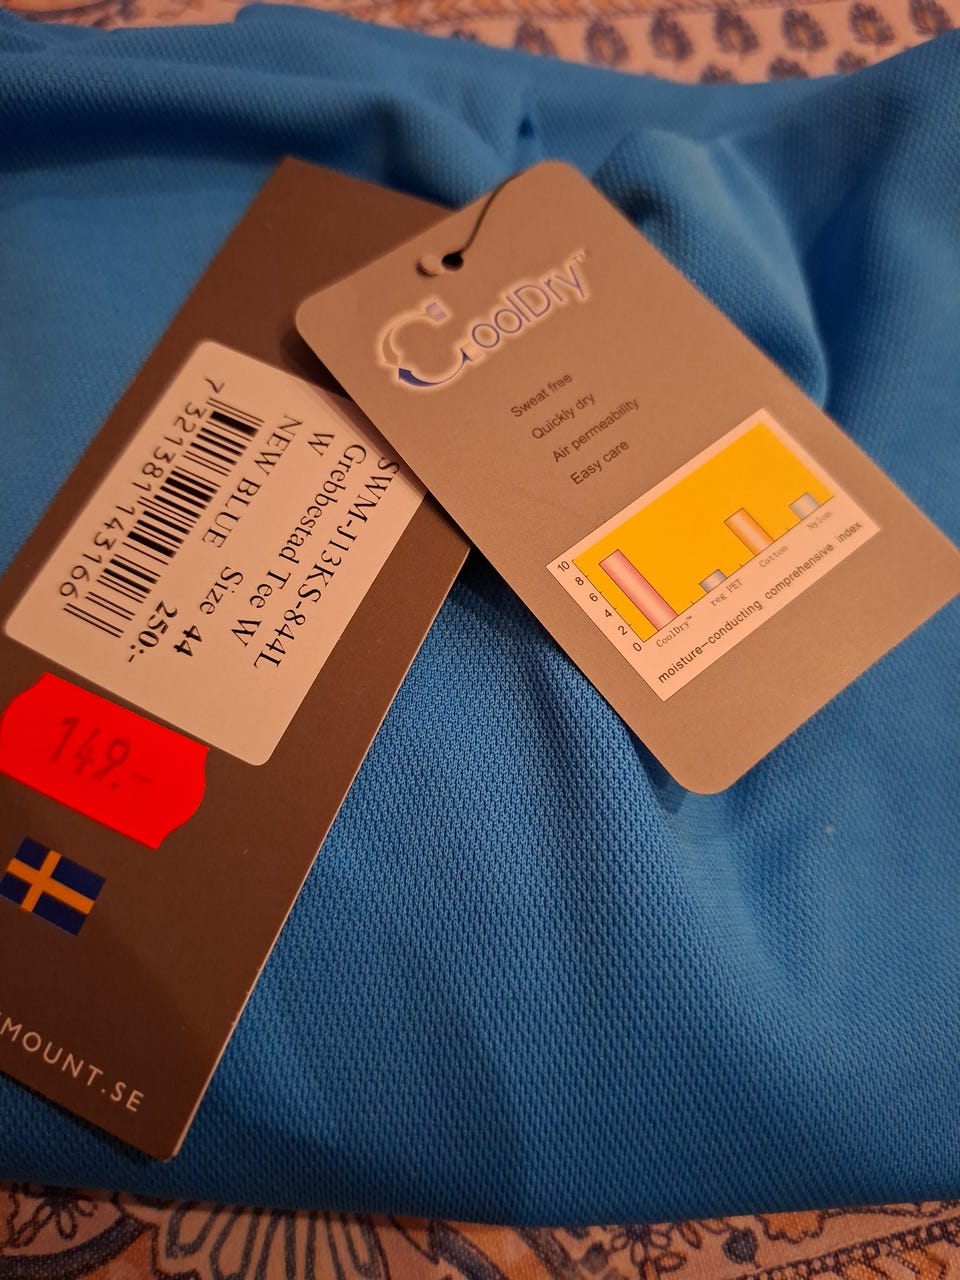 SWM-J13KS-844L
Grebbestad Tee W
W
NEW BLUE
Size 44
250:-
7 321381 143166
149.-
MOUNT.SE
CoolDry™
Sweat free
Quickly dry
Air permeability
Easy care
10
8
6
4
2
0
CoolDry™
reg PET
Cotton
Nylon
moisture-conducting comprehensive index